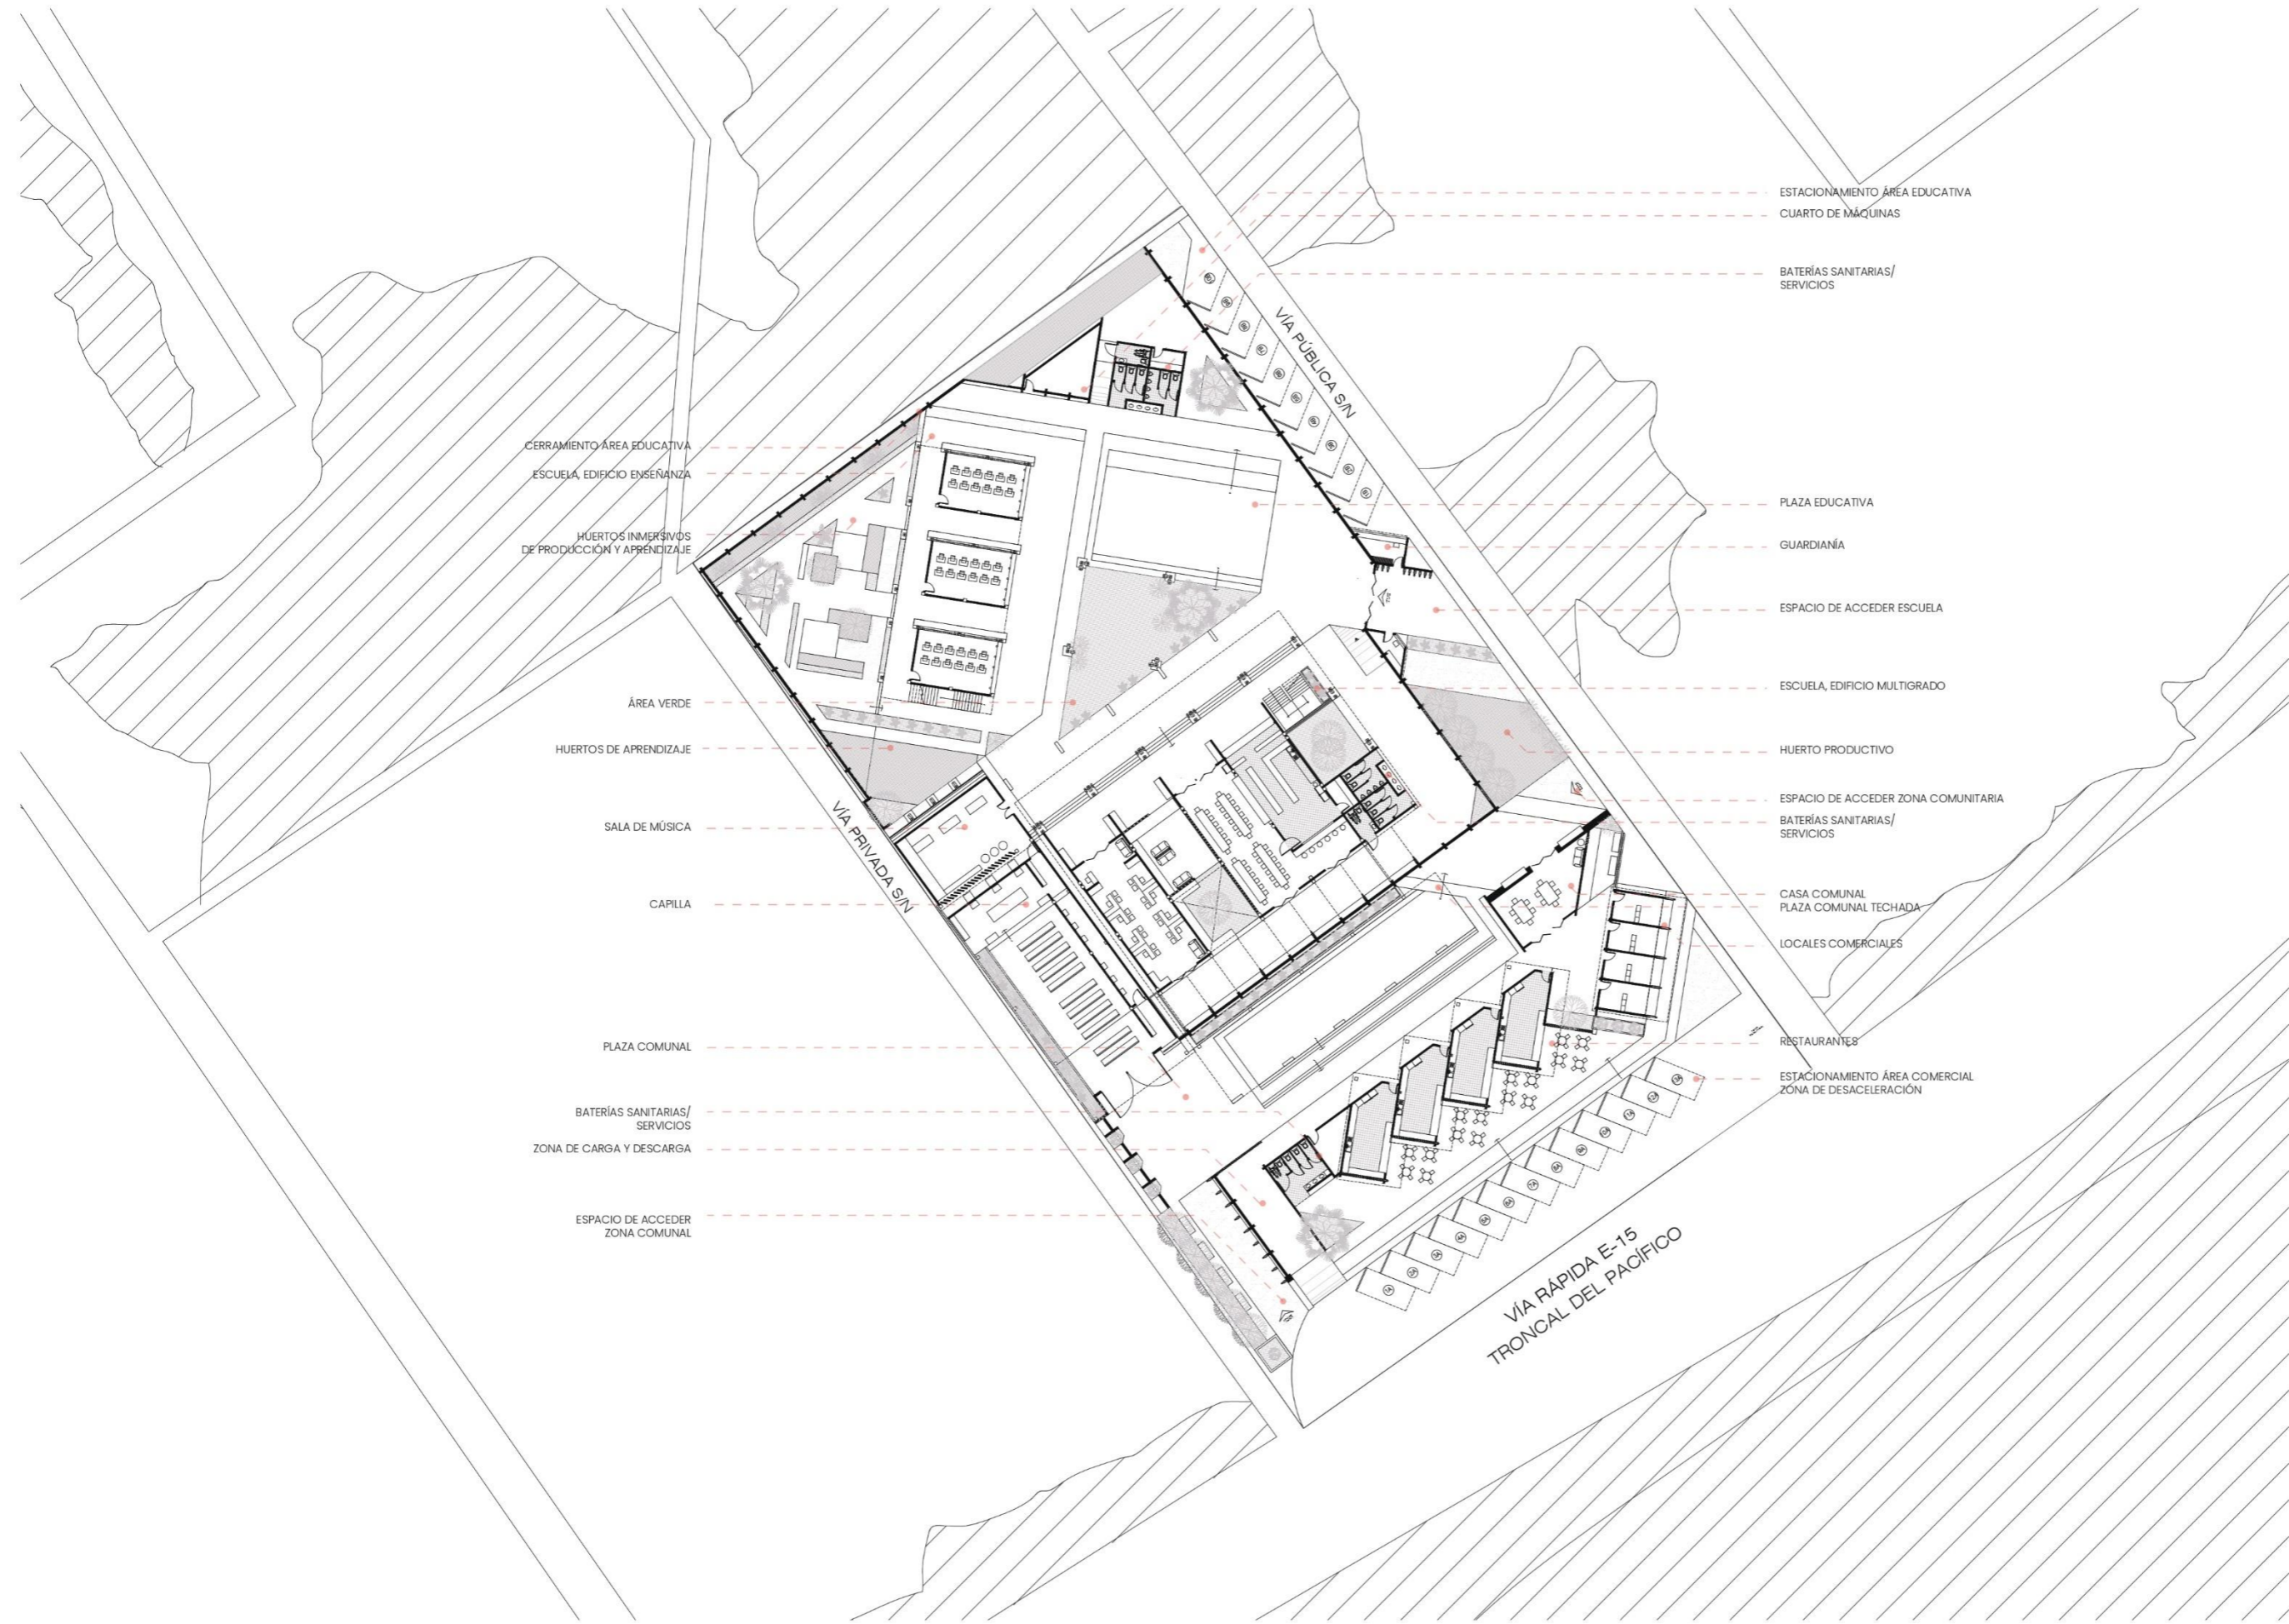 ESTACIONAMIENTO ÁREA EDUCATIVA
CUARTO DE MÁQUINAS
BATERÍAS SANITARIAS/
SERVICIOS
VÍA PÚBLICA S/N
CERRAMIENTO ÁREA EDUCATIVA
ESCUELA, EDIFICIO ENSEÑANZA
HUERTOS INMERSIVOS
DE PRODUCCIÓN Y APRENDIZAJE
ÁREA VERDE
HUERTOS DE APRENDIZAJE
SALA DE MÚSICA
CAPILLA
PLAZA COMUNAL
BATERÍAS SANITARIAS/
SERVICIOS
ZONA DE CARGA Y DESCARGA
ESPACIO DE ACCEDER
ZONA COMUNAL
VÍA PRIVADA S/N
PLAZA EDUCATIVA
GUARDIANÍA
ESPACIO DE ACCEDER ESCUELA
ESCUELA, EDIFICIO MULTIGRADO
HUERTO PRODUCTIVO
ESPACIO DE ACCEDER ZONA COMUNITARIA
BATERÍAS SANITARIAS/
SERVICIOS
CASA COMUNAL
PLAZA COMUNAL TECHADA
LOCALES COMERCIALES
RESTAURANTES
ESTACIONAMIENTO ÁREA COMERCIAL
ZONA DE DESACELERACIÓN
VÍA RÁPIDA E-15
TRONCAL DEL PACÍFICO